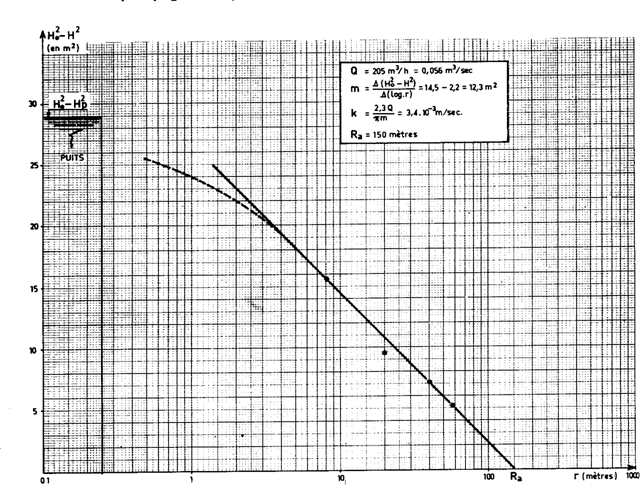 H₀²-H²
(en m²)
Q = 205 m³/h = 0,056 m³/sec
m = Δ(H₀²-H²)/Δ(log.r) = 14,5 - 2,2 = 12,3 m²
k = 2,3 Q/πm = 3,4.10⁻³ m/sec.
Ra = 150 mètres
30
H₀²-Hp²
PUITS
25
20
15
10
5
0.1
1
10
100
Ra
r (mètres)
1000